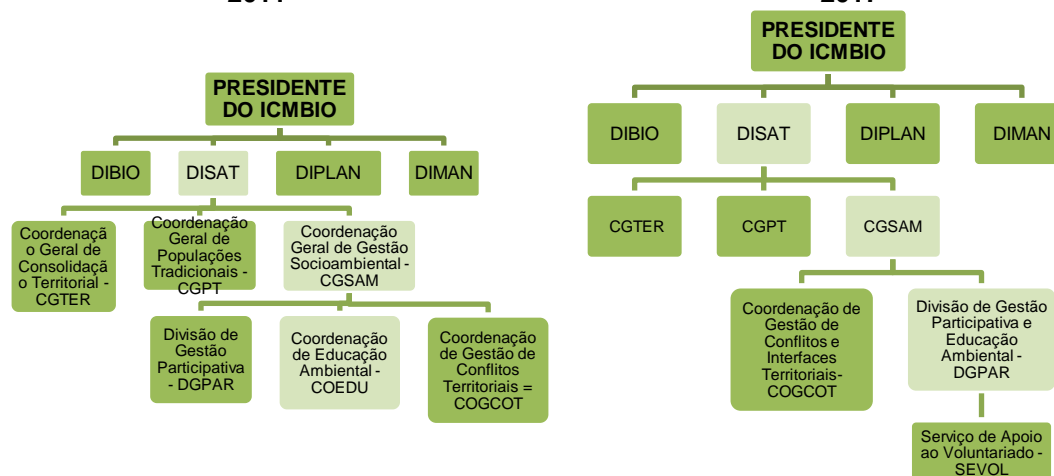 PRESIDENTE
DO ICMBIO
DIBIO
DISAT
DIPLAN
DIMAN
Coordenaçã
o Geral de
Consolidaçã
o Territorial -
CGTER
Coordenação
Geral de
Populações
Tradicionais -
CGPT
Coordenação
Geral de Gestão
Socioambiental -
CGSAM
Divisão de
Gestão
Participativa
- DGPAR
Coordenação
de Educação
Ambiental -
COEDU
Coordenação
de Gestão de
Conflitos
Territoriais =
COGCOT
PRESIDENTE
DO ICMBIO
DIBIO
DISAT
DIPLAN
DIMAN
CGTER
CGPT
CGSAM
Coordenação de
Gestão de
Conflitos e
Interfaces
Territoriais-
COGCOT
Divisão de Gestão
Participativa e
Educação
Ambiental -
DGPAR
Serviço de Apoio
ao Voluntariado -
SEVOL